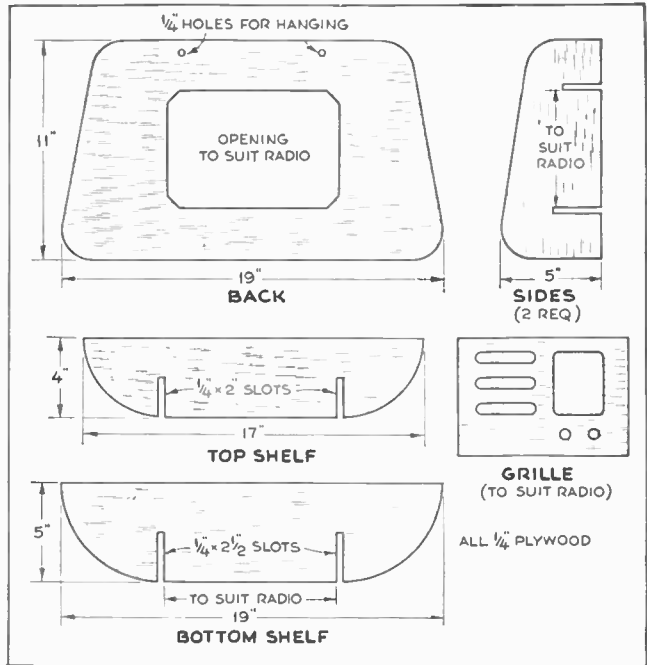 1/4" HOLES FOR HANGING
11"
OPENING
TO SUIT RADIO
19"
BACK
TO
SUIT
RADIO
5"
SIDES
(2 REQ)
4"
1/4" × 2" SLOTS
17"
TOP SHELF
GRILLE
(TO SUIT RADIO)
5"
1/4" × 2 1/2" SLOTS
ALL 1/4" PLYWOOD
TO SUIT RADIO
19"
BOTTOM SHELF